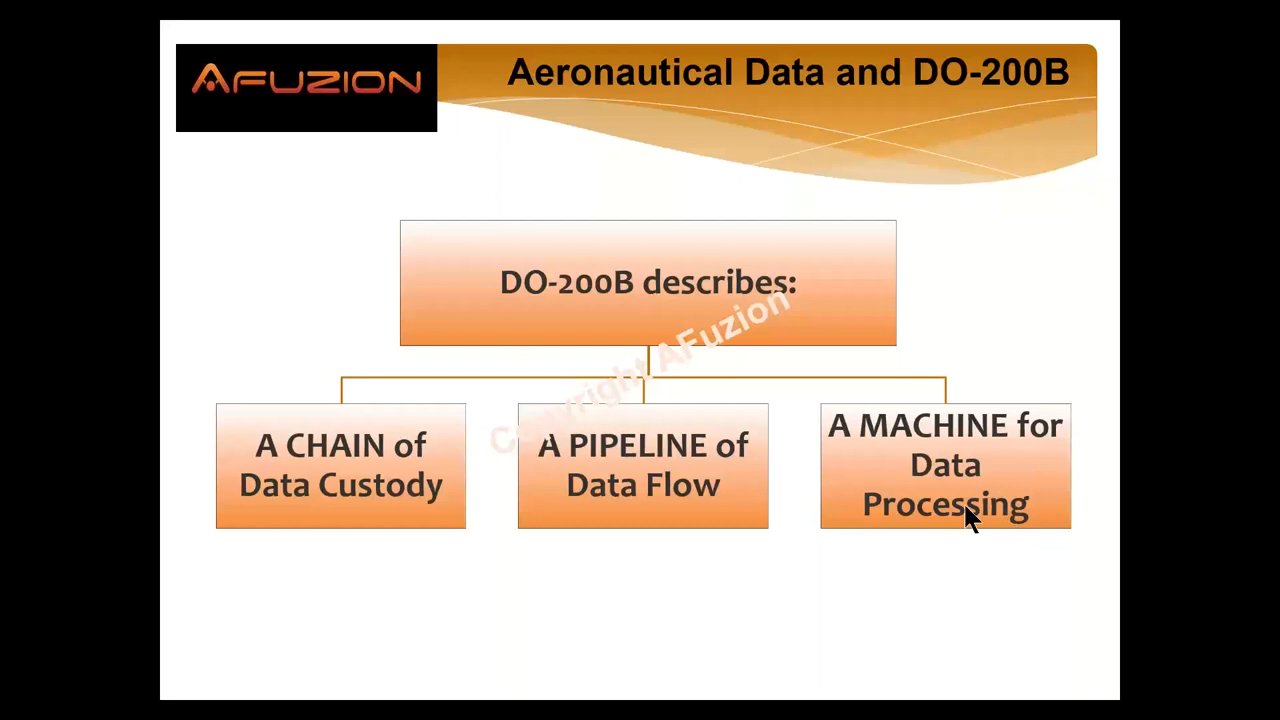 AFUZION
Aeronautical Data and DO-200B
DO-200B describes:
Copyright AFuzion
A CHAIN of
Data Custody
A PIPELINE of
Data Flow
A MACHINE for
Data
Processing